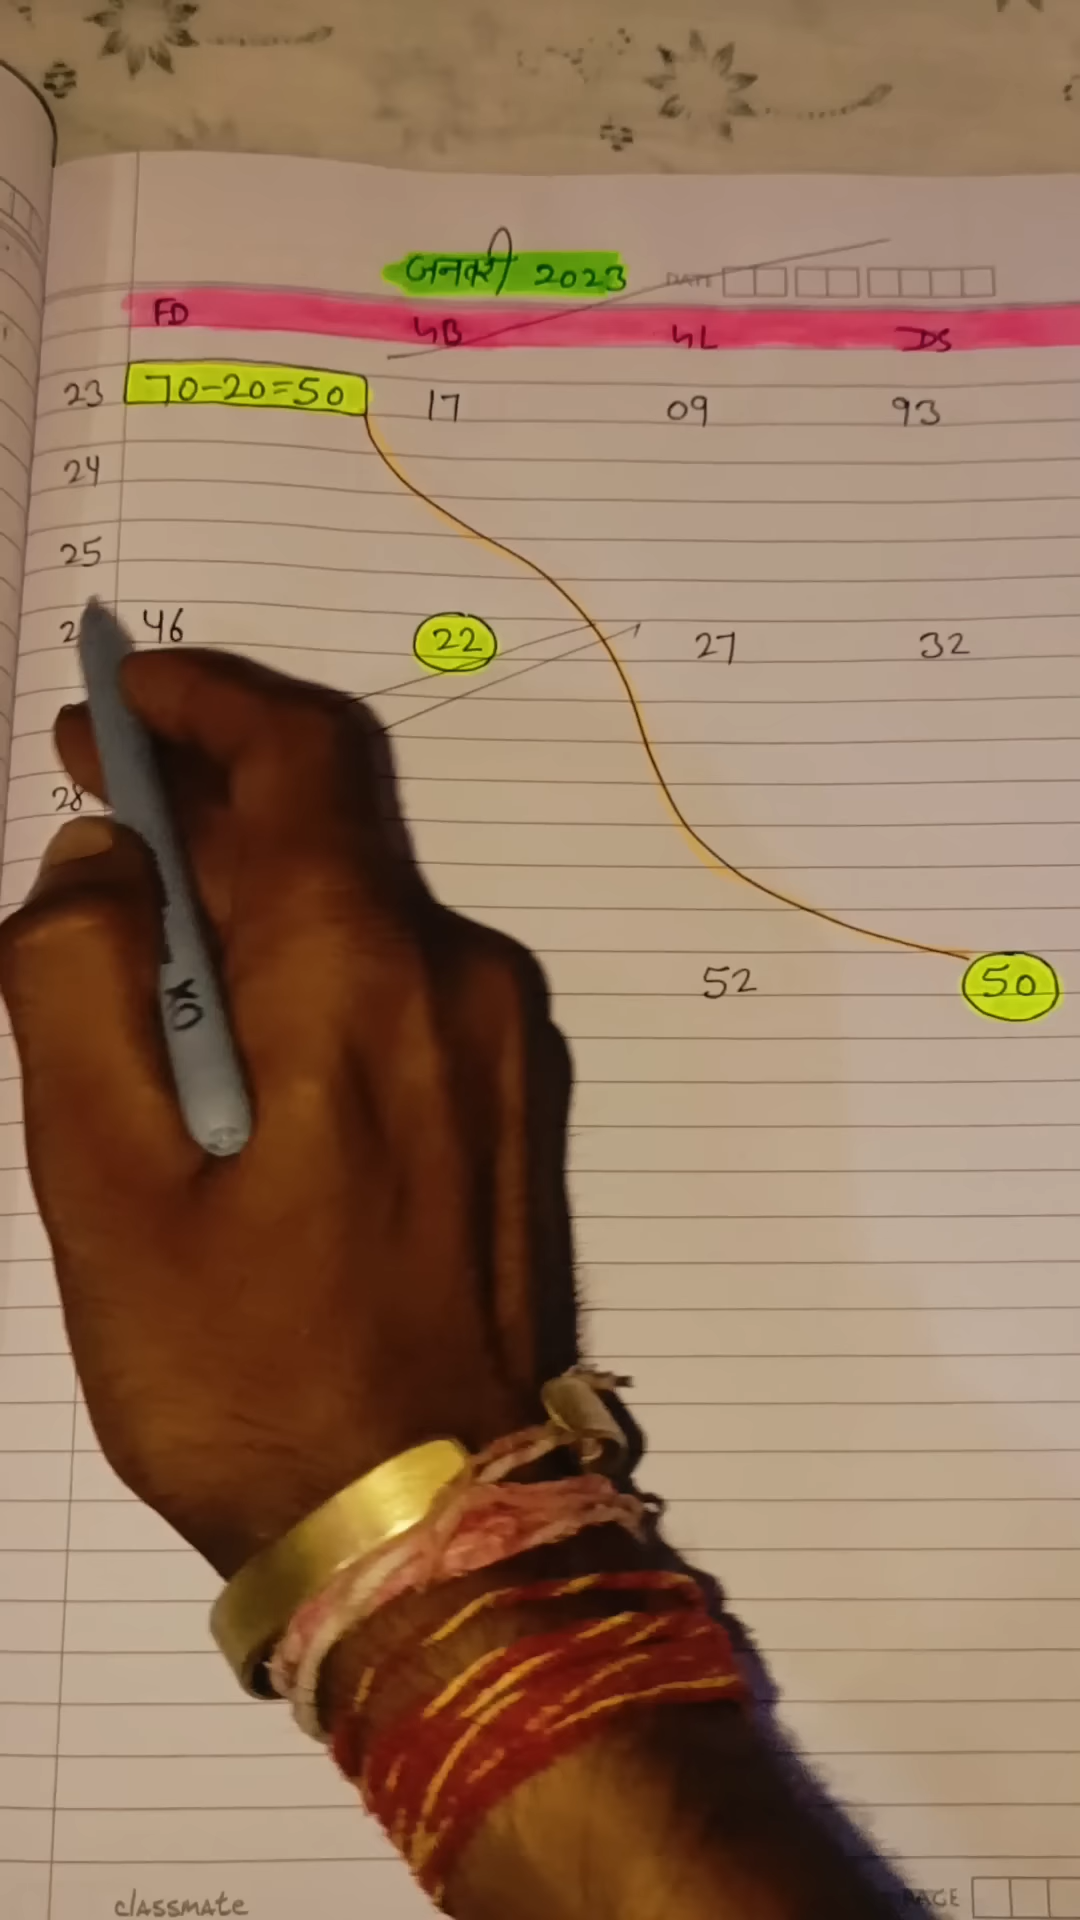 जनवरी 2023
DATE
FD GB GL DS
23 70-20=50 17 09 93
24
25
46 22 27 32
28
52 50
OX
classmate PAGE